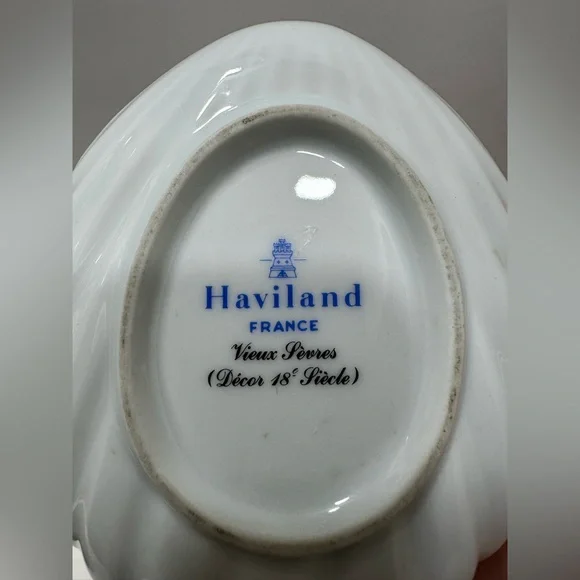 Haviland
FRANCE
Vieux Sèvres
(Décor 18e Siècle)